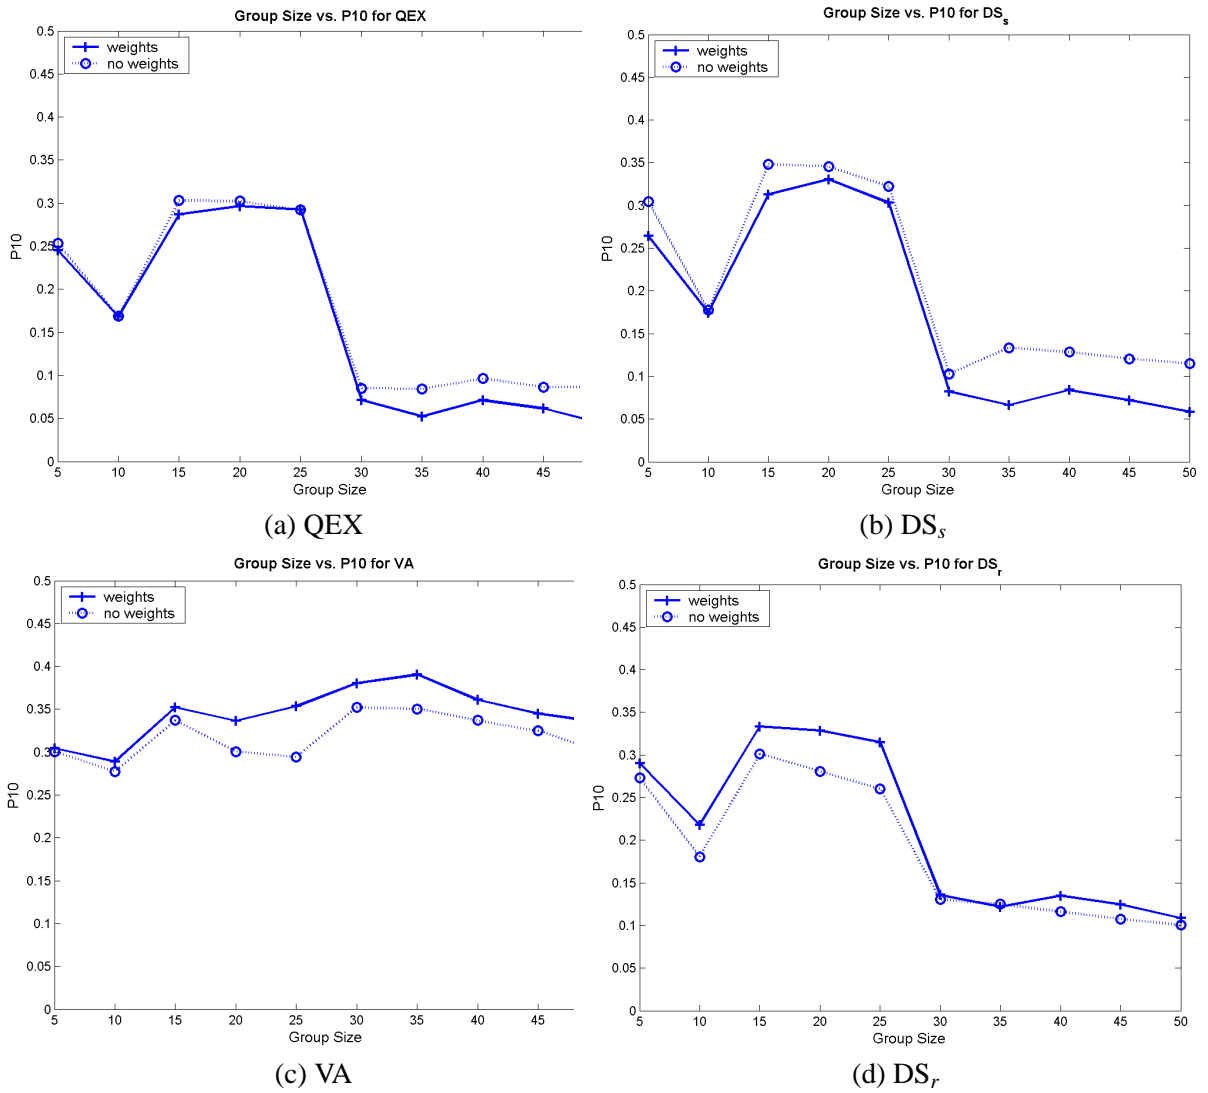 Group Size vs. P10 for QEX
weights
no weights
0.5
0.45
0.4
0.35
0.3
0.25
0.2
0.15
0.1
0.05
0
P10
5 10 15 20 25 30 35 40 45
Group Size
(a) QEX
Group Size vs. P10 for DSs
weights
no weights
0.5
0.45
0.4
0.35
0.3
0.25
0.2
0.15
0.1
0.05
0
P10
5 10 15 20 25 30 35 40 45 50
Group Size
(b) DSs
Group Size vs. P10 for VA
weights
no weights
0.5
0.45
0.4
0.35
0.3
0.25
0.2
0.15
0.1
0.05
0
P10
5 10 15 20 25 30 35 40 45
Group Size
(c) VA
Group Size vs. P10 for DSr
weights
no weights
0.5
0.45
0.4
0.35
0.3
0.25
0.2
0.15
0.1
0.05
0
P10
5 10 15 20 25 30 35 40 45 50
Group Size
(d) DSr